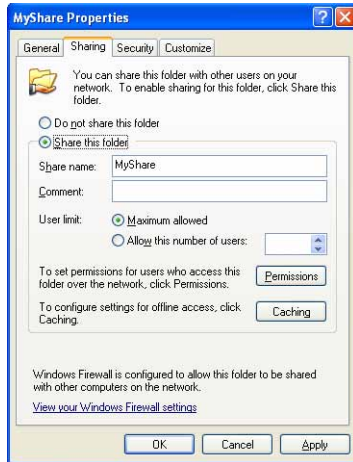 MyShare Properties
General Sharing Security Customize
You can share this folder with other users on your
network. To enable sharing for this folder, click Share this
folder.
Do not share this folder
Share this folder
Share name: MyShare
Comment:
User limit: Maximum allowed
Allow this number of users:
To set permissions for users who access this
folder over the network, click Permissions.
Permissions
To configure settings for offline access, click
Caching.
Caching
Windows Firewall is configured to allow this folder to be shared
with other computers on the network.
View your Windows Firewall settings
OK Cancel Apply